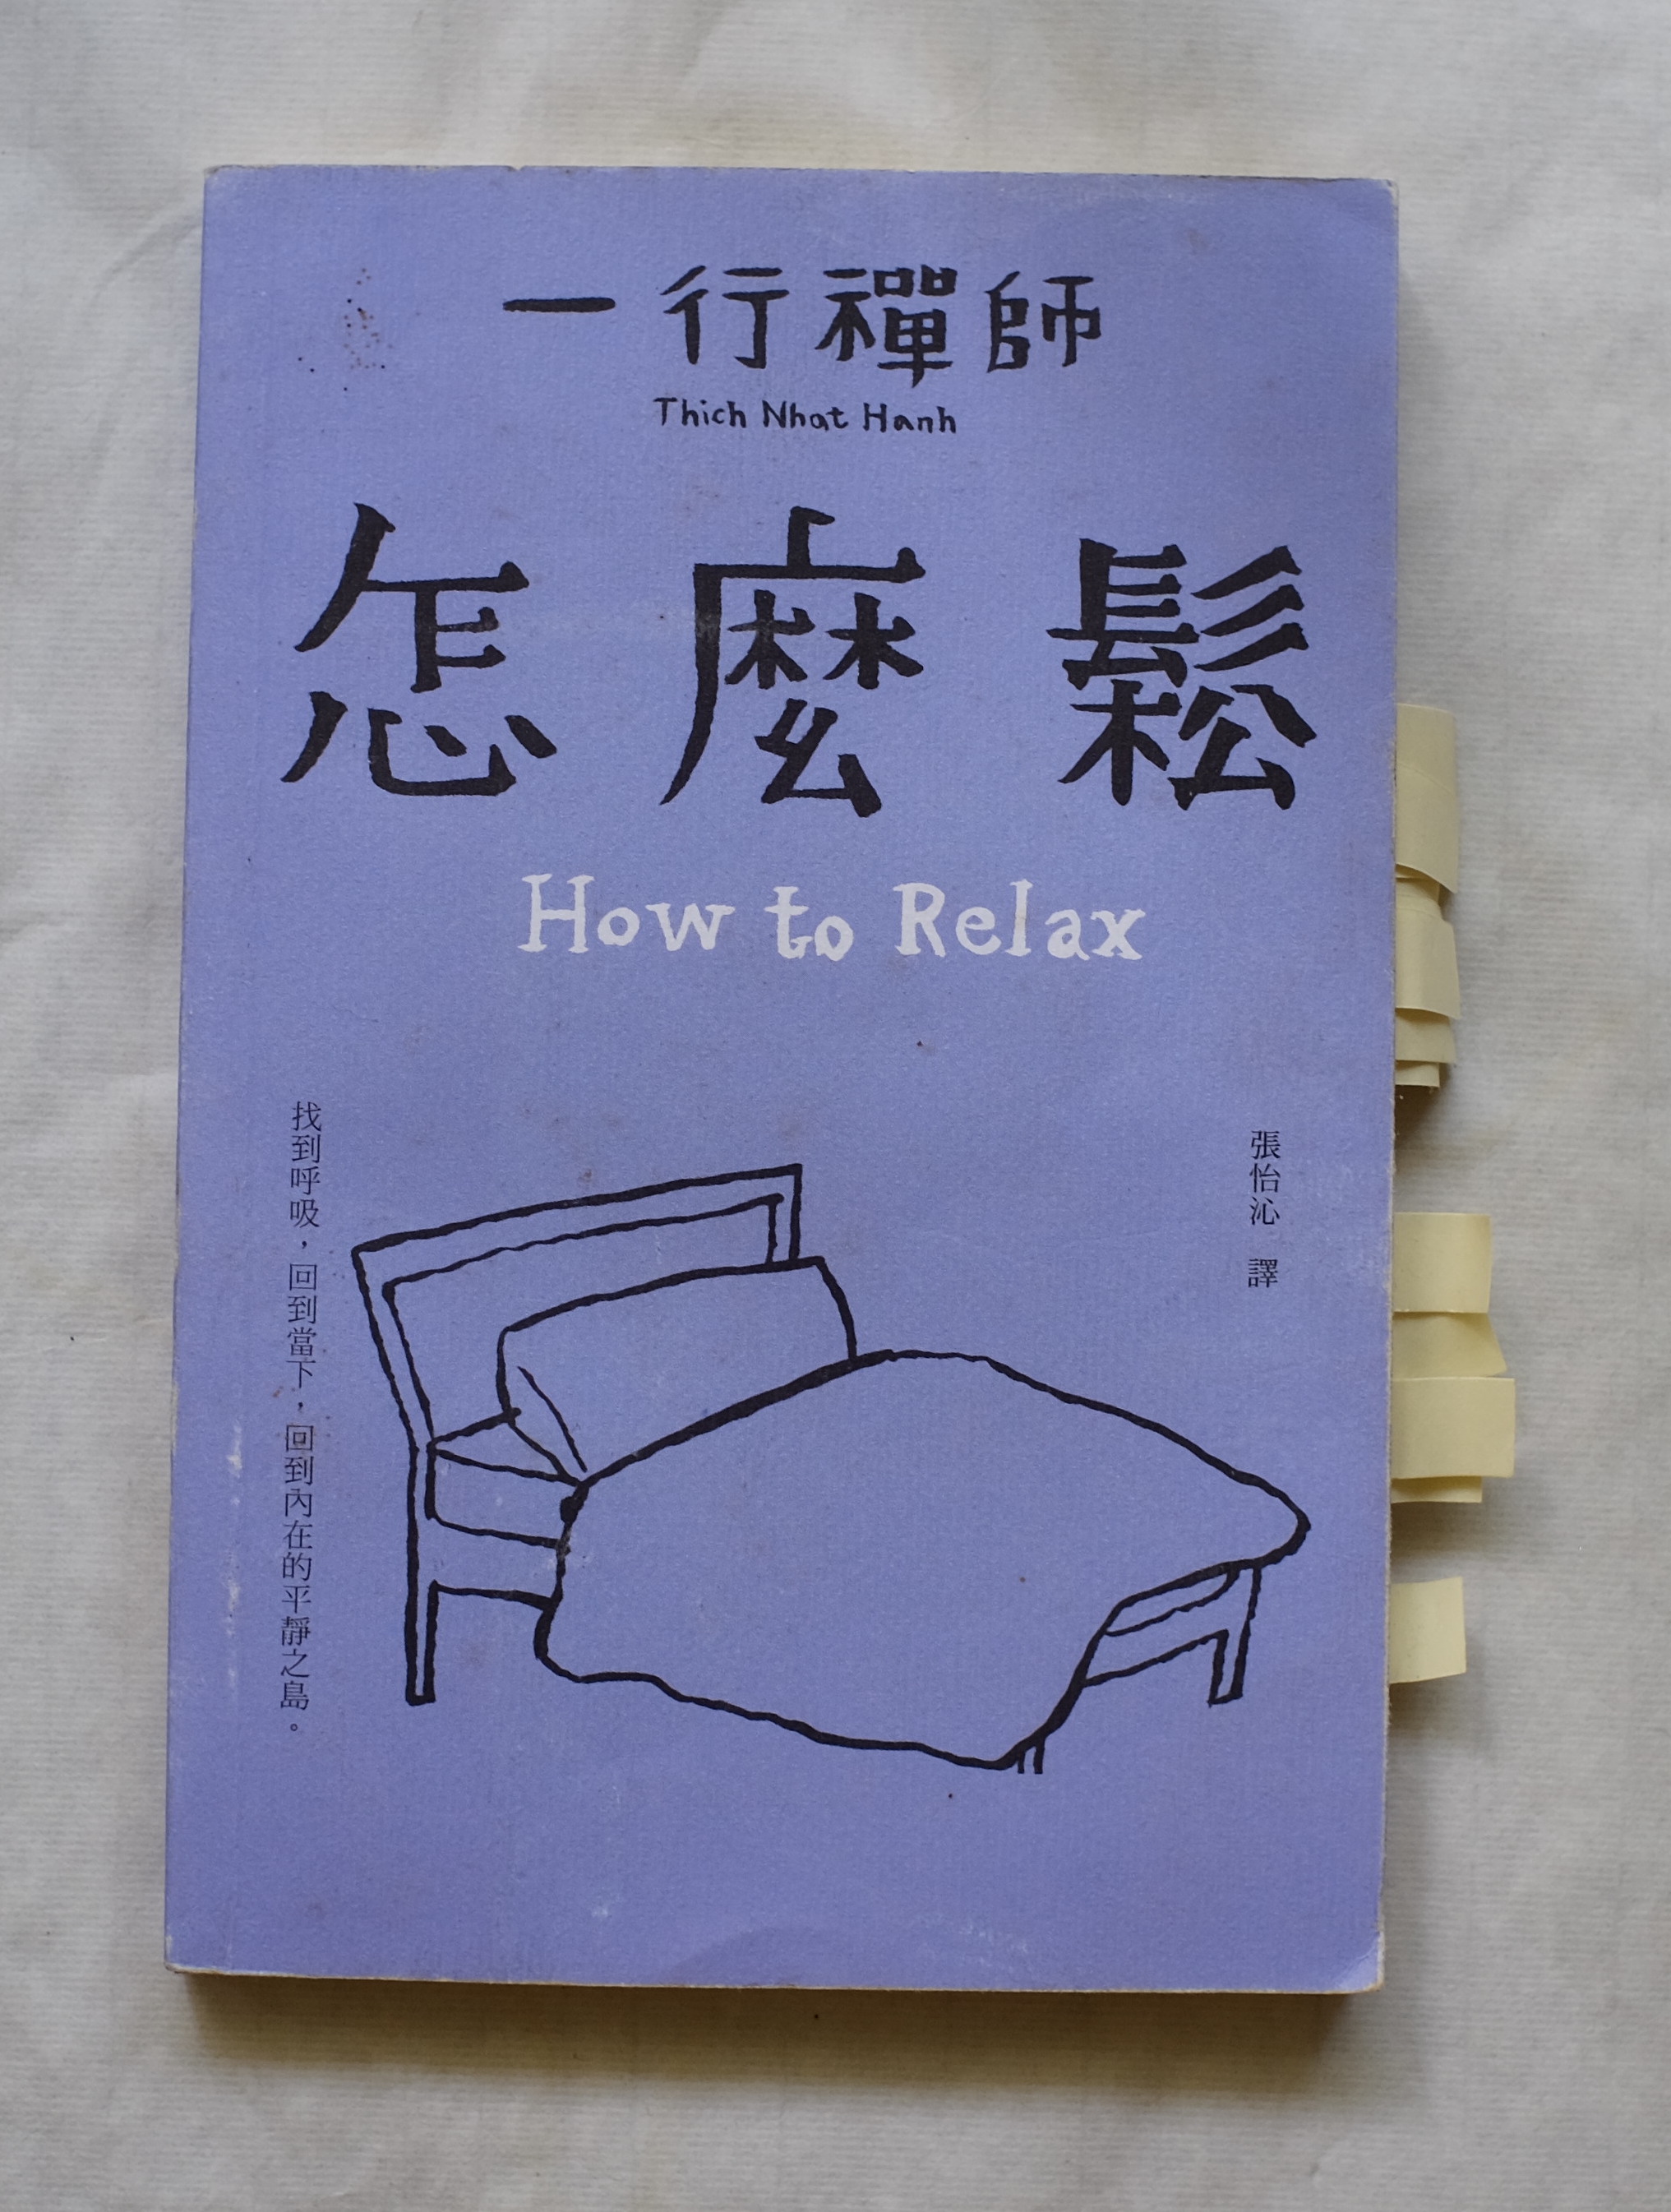 一行禪師
Thich Nhat Hanh
怎麼鬆
How to Relax
張怡沁 譯
找到呼吸，回到當下，回到內在的平靜之島。